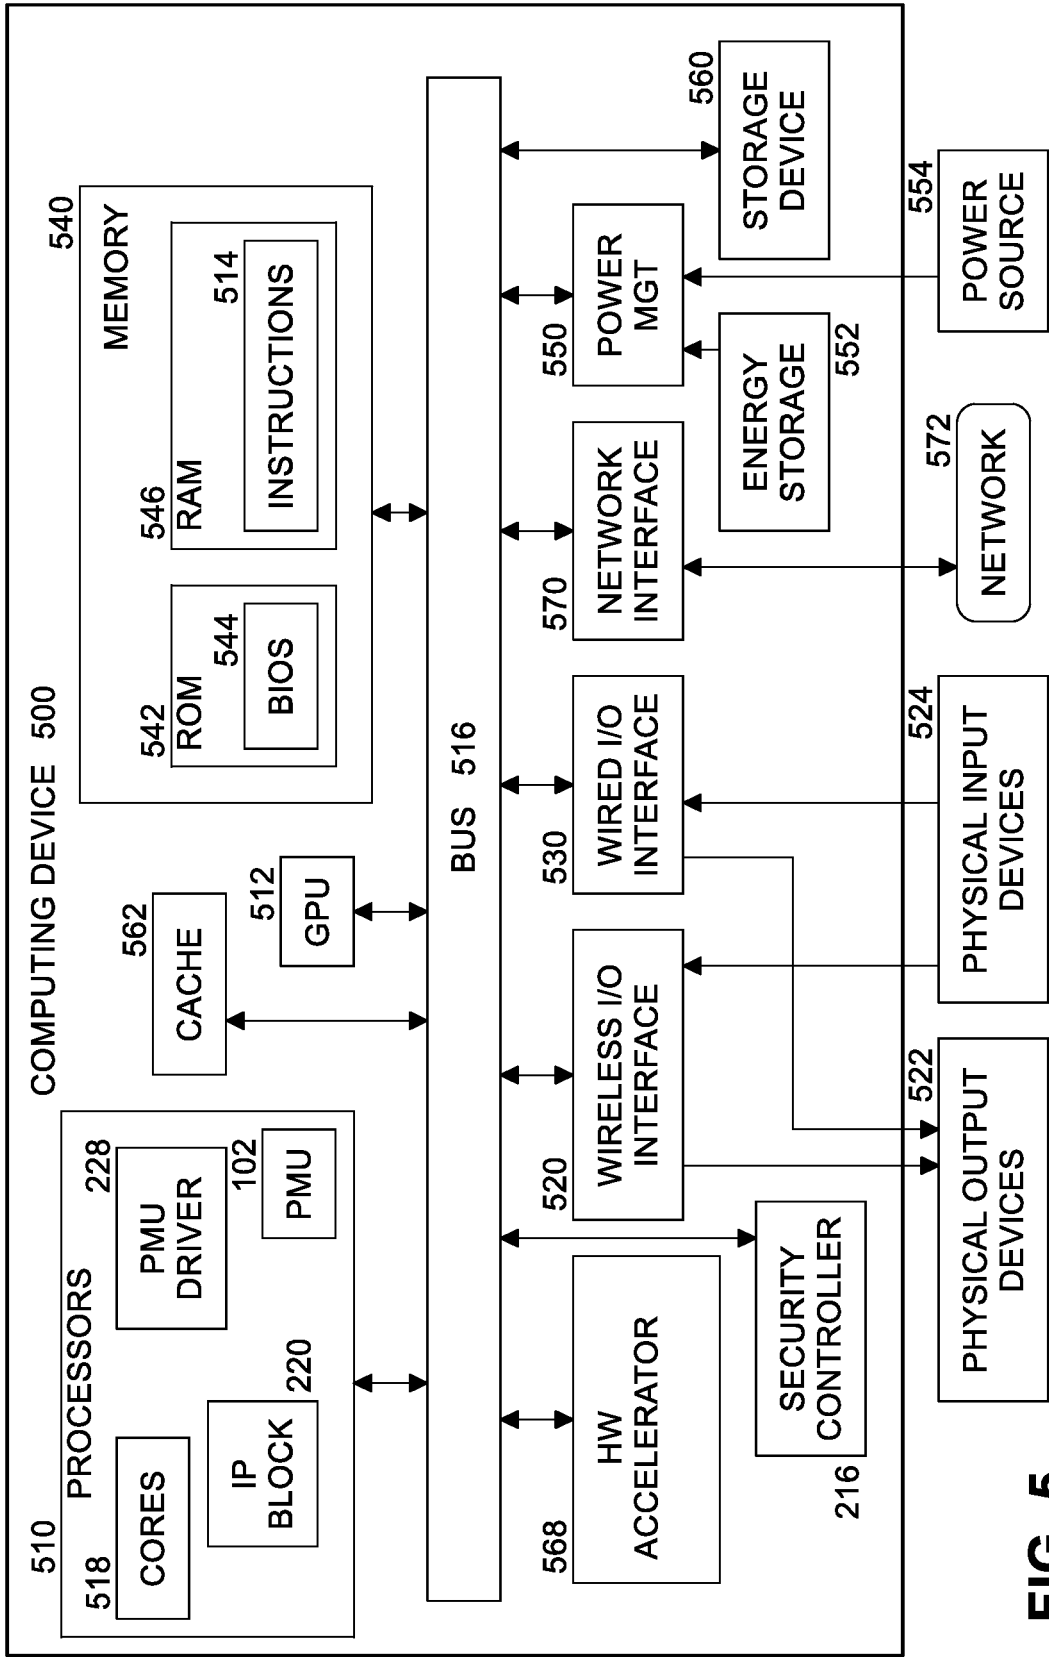 COMPUTING DEVICE 500
510
PROCESSORS
518
CORES
228
PMU
DRIVER
220
IP
BLOCK
102
PMU
562
CACHE
512
GPU
540
MEMORY
542
ROM
544
BIOS
546
RAM
514
INSTRUCTIONS
BUS 516
568
HW
ACCELERATOR
216
SECURITY
CONTROLLER
520
WIRELESS I/O
INTERFACE
530
WIRED I/O
INTERFACE
570
NETWORK
INTERFACE
550
POWER
MGT
552
ENERGY
STORAGE
560
STORAGE
DEVICE
522
PHYSICAL OUTPUT
DEVICES
524
PHYSICAL INPUT
DEVICES
572
NETWORK
554
POWER
SOURCE
FIG. 5